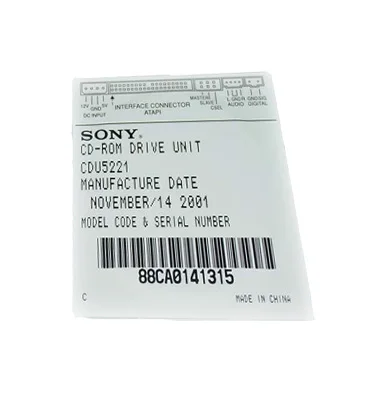 12V GND 5V
DC INPUT
INTERFACE CONNECTOR
ATAPI
MASTER
SLAVE
CSEL
L GND R
AUDIO
GND SIG
DIGITAL
SONY®
CD-ROM DRIVE UNIT
CDU5221
MANUFACTURE DATE
NOVEMBER/14 2001
MODEL CODE & SERIAL NUMBER
88CA0141315
C MADE IN CHINA